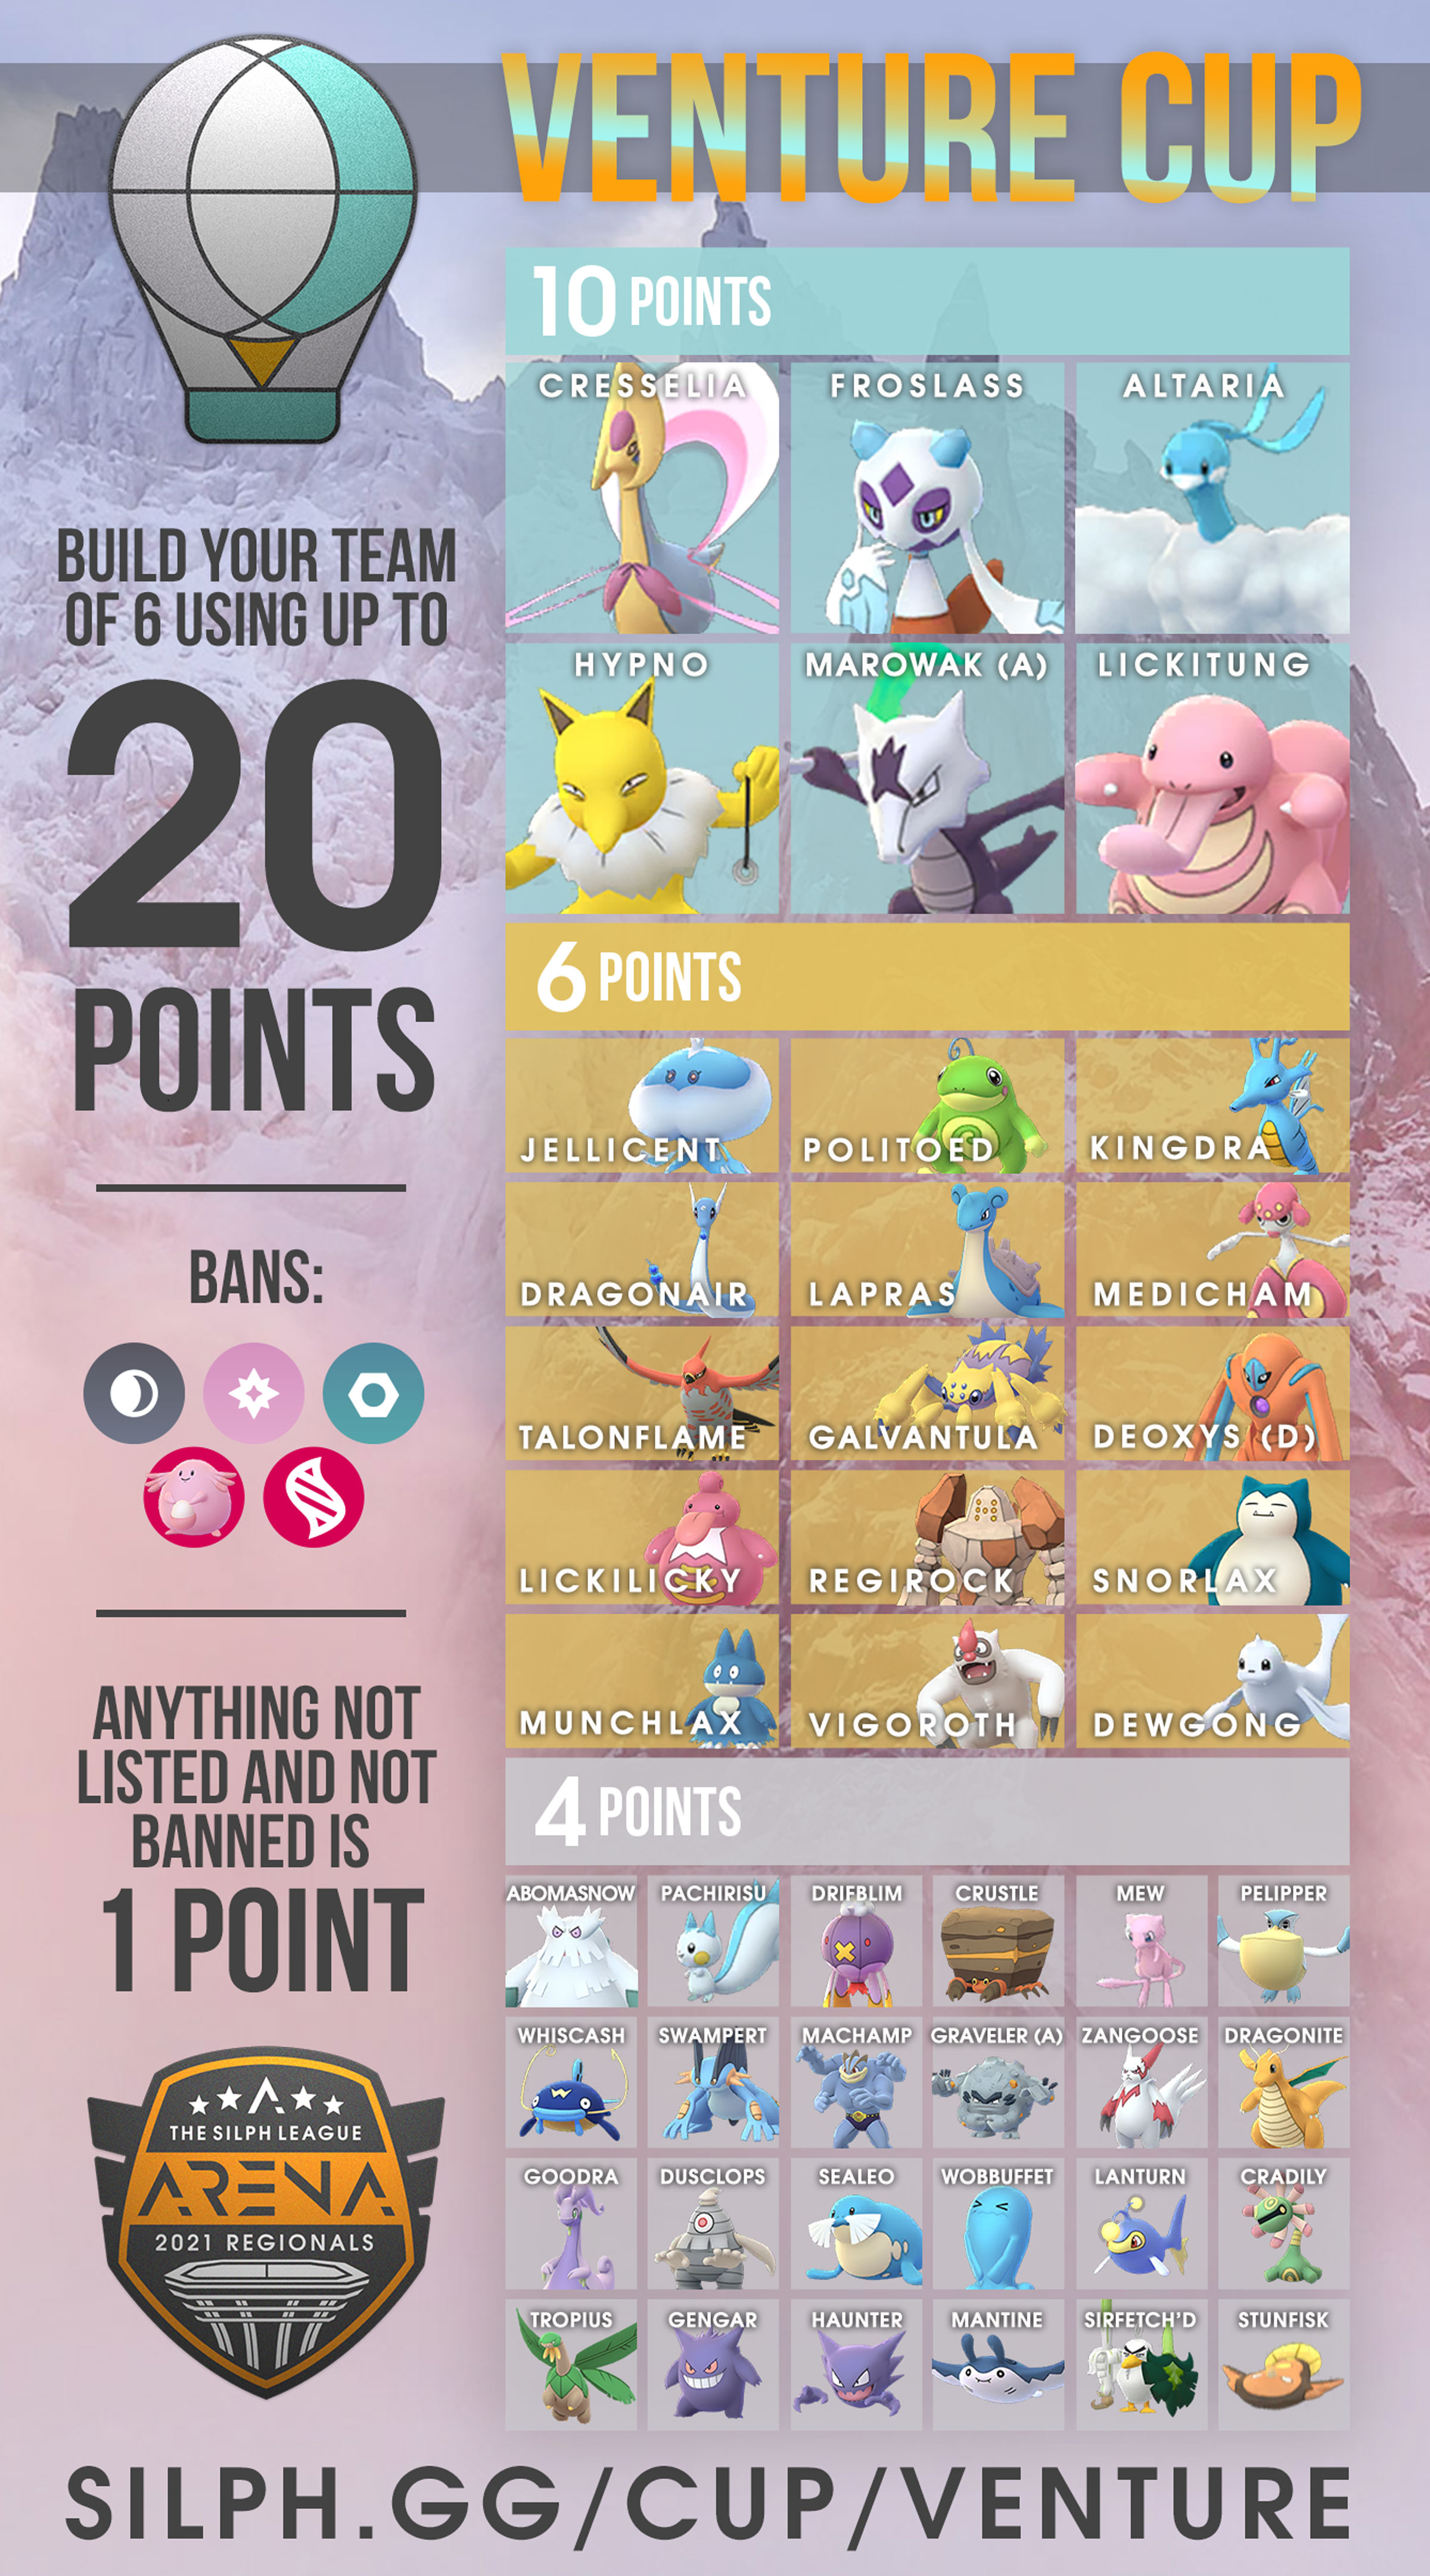 VENTURE CUP
BUILD YOUR TEAM
OF 6 USING UP TO
20
POINTS
BANS:
ANYTHING NOT
LISTED AND NOT
BANNED IS
1 POINT
THE SILPH LEAGUE
ARENA
2021 REGIONALS
10 POINTS
CRESSELIA FROSLASS ALTARIA
HYPNO MAROWAK (A) LICKITUNG
6 POINTS
JELLICENT POLITOED KINGDRA
DRAGONAIR LAPRAS MEDICHAM
TALONFLAME GALVANTULA DEOXYS (D)
LICKILICKY REGIROCK SNORLAX
MUNCHLAX VIGOROTH DEWGONG
4 POINTS
ABOMASNOW PACHIRISU DRIFBLIM CRUSTLE MEW PELIPPER
WHISCASH SWAMPERT MACHAMP GRAVELER (A) ZANGOOSE DRAGONITE
GOODRA DUSCLOPS SEALEO WOBBUFFET LANTURN CRADILY
TROPIUS GENGAR HAUNTER MANTINE SIRFETCH'D STUNFISK
SILPH.GG/CUP/VENTURE